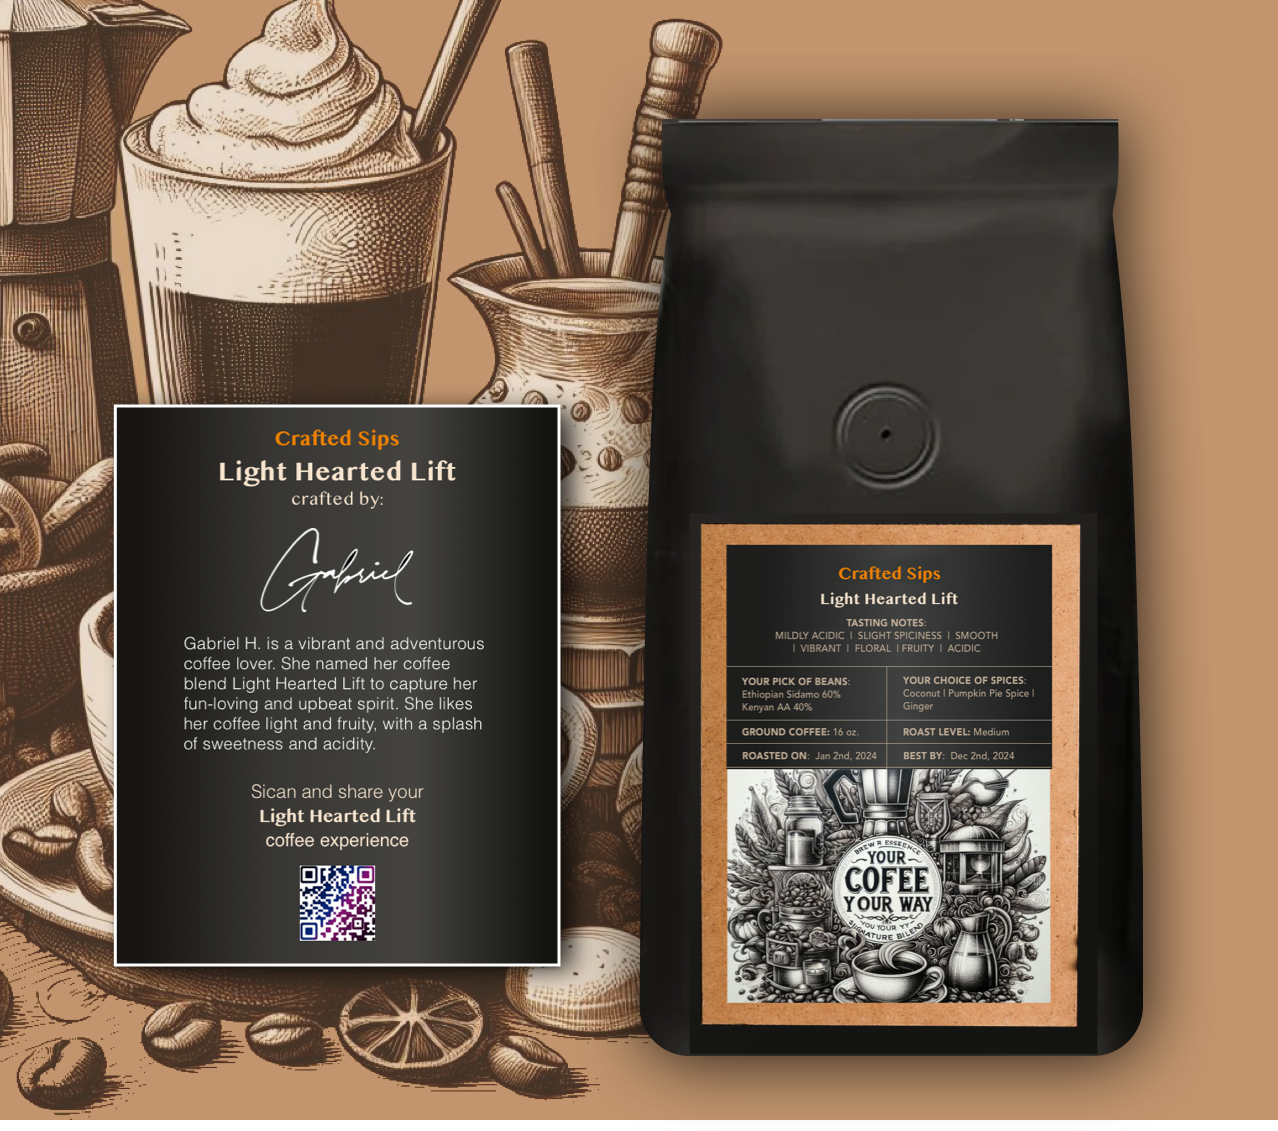 Crafted Sips
Light Hearted Lift
crafted by:
Gabriel
Gabriel H. is a vibrant and adventurous
coffee lover. She named her coffee
blend Light Hearted Lift to capture her
fun-loving and upbeat spirit. She likes
her coffee light and fruity, with a splash
of sweetness and acidity.
Sican and share your
Light Hearted Lift
coffee experience
Crafted Sips
Light Hearted Lift
TASTING NOTES:
MILDLY ACIDIC | SLIGHT SPICINESS | SMOOTH
| VIBRANT | FLORAL | FRUITY | ACIDIC
YOUR PICK OF BEANS:
Ethiopian Sidamo 60%
Kenyan AA 40%
YOUR CHOICE OF SPICES:
Coconut | Pumpkin Pie Spice |
Ginger
GROUND COFFEE: 16 oz.
ROAST LEVEL: Medium
ROASTED ON: Jan 2nd, 2024
BEST BY: Dec 2nd, 2024
BREW R ESSEENCE
YOUR
COFEE
YOUR WAY
YOU YOUR
SIGNATURE